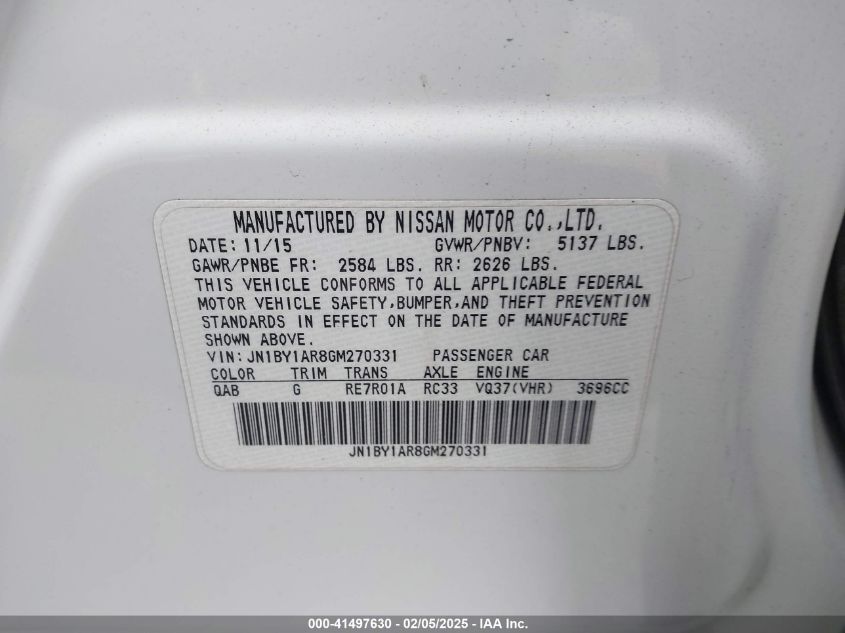 MANUFACTURED BY NISSAN MOTOR CO.,LTD.
DATE: 11/15 GVWR/PNBV: 5137 LBS.
GAWR/PNBE FR: 2584 LBS. RR: 2626 LBS.
THIS VEHICLE CONFORMS TO ALL APPLICABLE FEDERAL
MOTOR VEHICLE SAFETY,BUMPER,AND THEFT PREVENTION
STANDARDS IN EFFECT ON THE DATE OF MANUFACTURE
SHOWN ABOVE.
VIN: JN1BY1AR8GM270331 PASSENGER CAR
COLOR TRIM TRANS AXLE ENGINE
QAB G RE7R01A RC33 VQ37(VHR) 3696CC
JN1BY1AR8GM270331
000-41497630 - 02/05/2025 - IAA Inc.